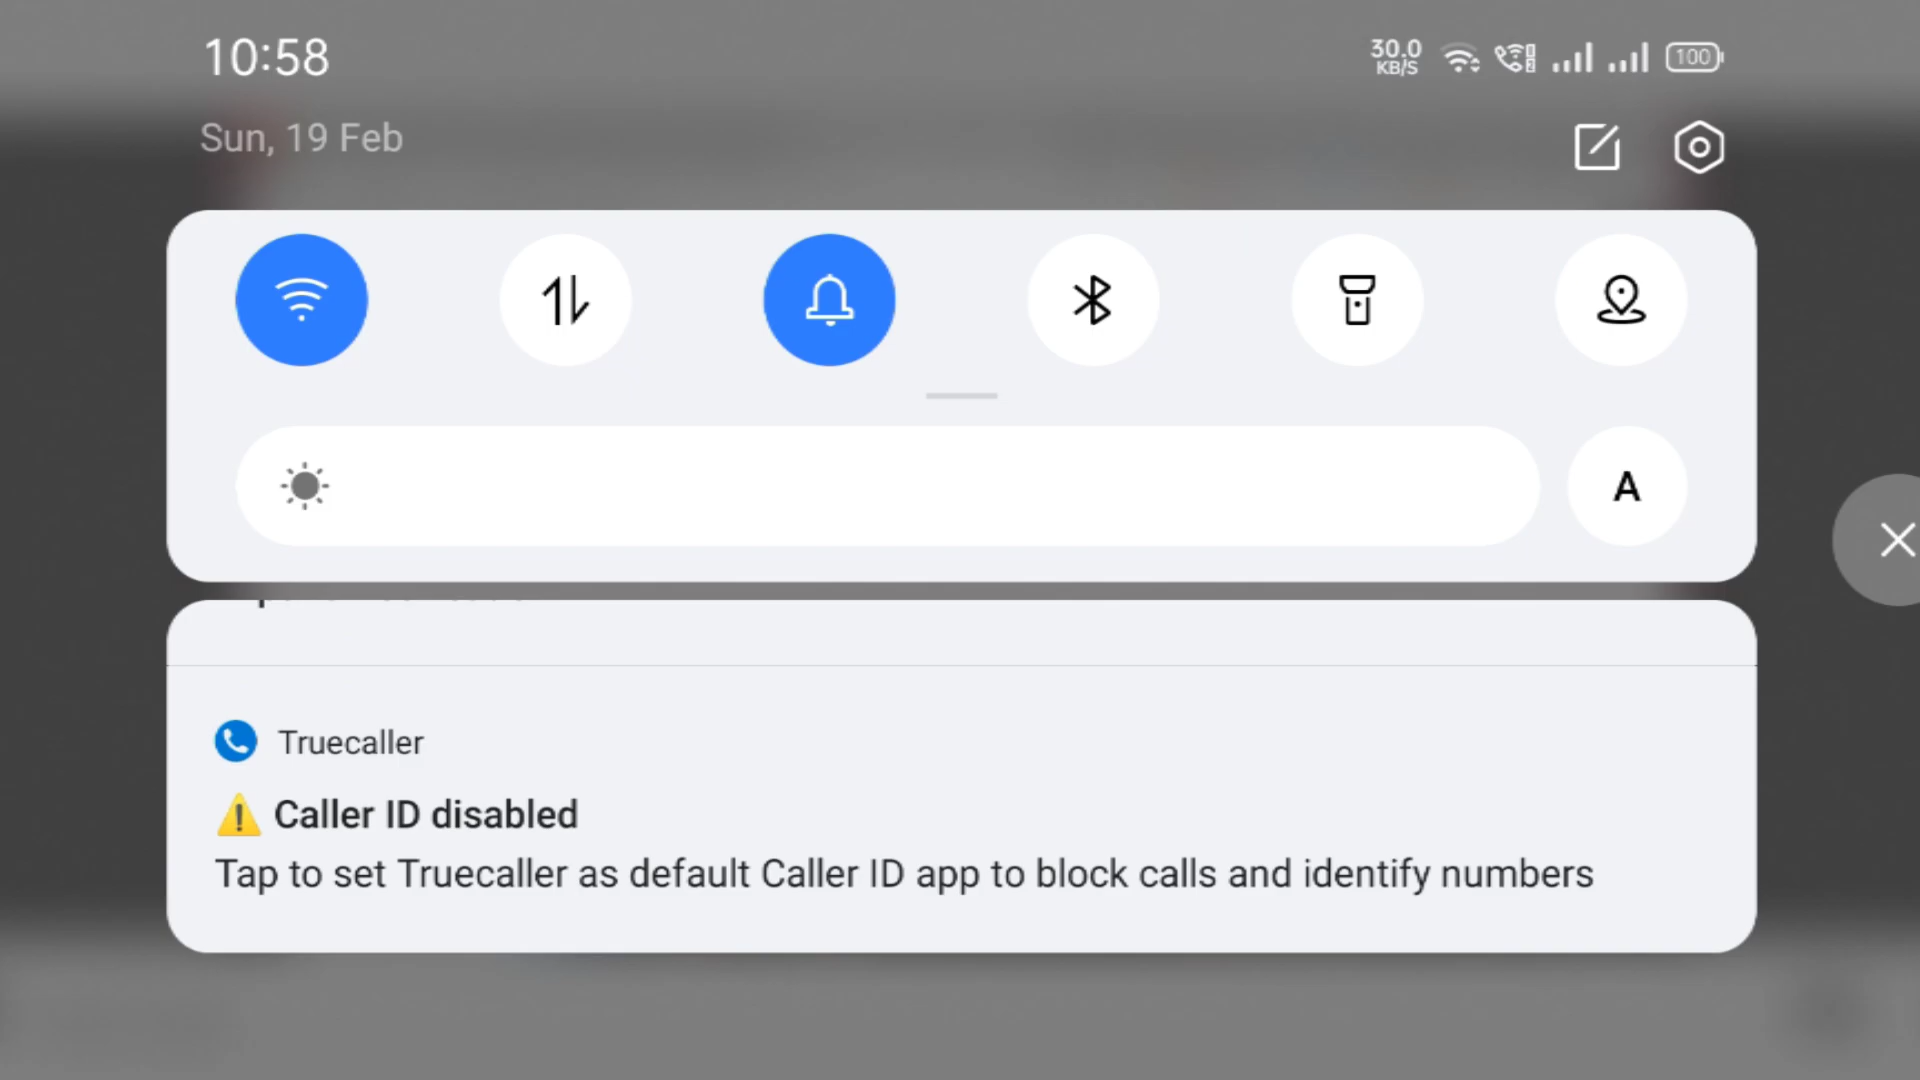 10:58
30.0
KB/S
100
Sun, 19 Feb
A
Truecaller
⚠️ Caller ID disabled
Tap to set Truecaller as default Caller ID app to block calls and identify numbers